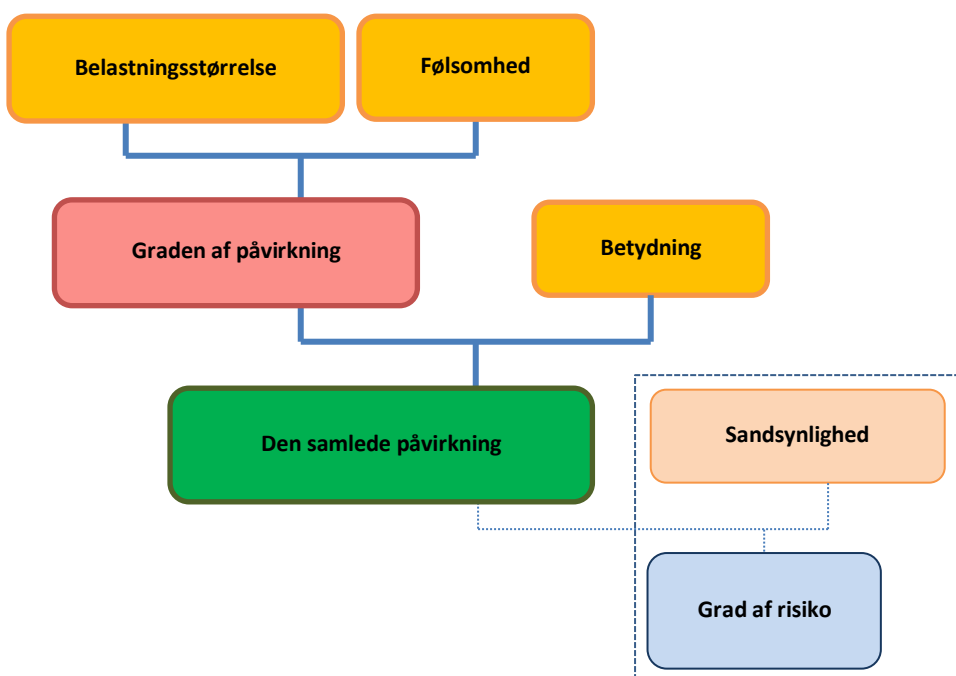 Belastningsstørrelse
Følsomhed
Graden af påvirkning
Betydning
Den samlede påvirkning
Sandsynlighed
Grad af risiko